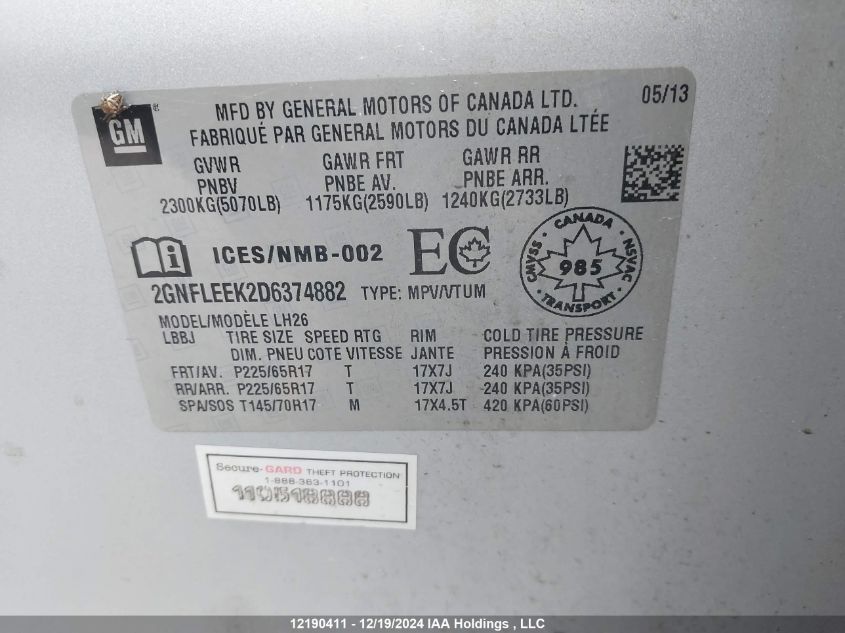 GM ®
MFD BY GENERAL MOTORS OF CANADA LTD. 05/13
FABRIQUÉ PAR GENERAL MOTORS DU CANADA LTÉE
GVWR GAWR FRT GAWR RR
PNBV PNBE AV. PNBE ARR.
2300KG(5070LB) 1175KG(2590LB) 1240KG(2733LB)
i ICES/NMB-002 EC
CANADA
CMVSS 985 NSVAC
TRANSPORT
2GNFLEEK2D6374882 TYPE: MPV/VTUM
MODEL/MODÈLE LH26
LBBJ TIRE SIZE SPEED RTG RIM COLD TIRE PRESSURE
DIM. PNEU COTE VITESSE JANTE PRESSION À FROID
FRT/AV. P225/65R17 T 17X7J 240 KPA(35PSI)
RR/ARR. P225/65R17 T 17X7J 240 KPA(35PSI)
SPA/SOS T145/70R17 M 17X4.5T 420 KPA(60PSI)
Secure-GARD THEFT PROTECTION
1-888-363-1101
12190411 - 12/19/2024 IAA Holdings , LLC